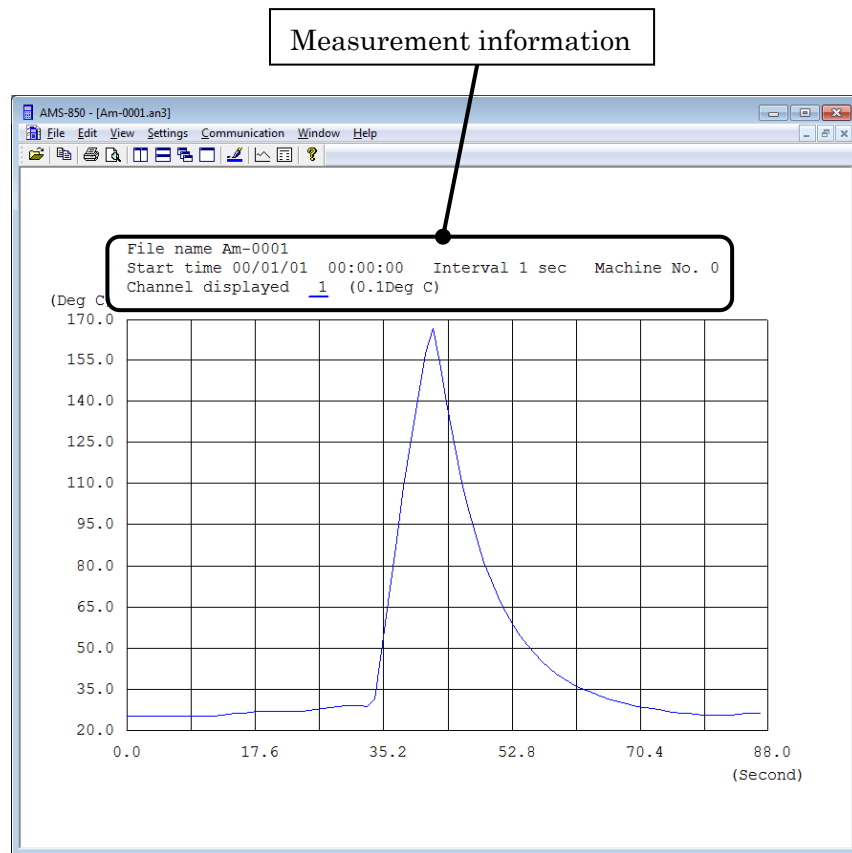 Measurement information
AMS-850 - [Am-0001.an3]
File Edit View Settings Communication Window Help
File name Am-0001
Start time 00/01/01 00:00:00 Interval 1 sec Machine No. 0
Channel displayed 1 (0.1Deg C)
(Deg C
170.0
155.0
140.0
125.0
110.0
95.0
80.0
65.0
50.0
35.0
20.0
0.0 17.6 35.2 52.8 70.4 88.0
(Second)